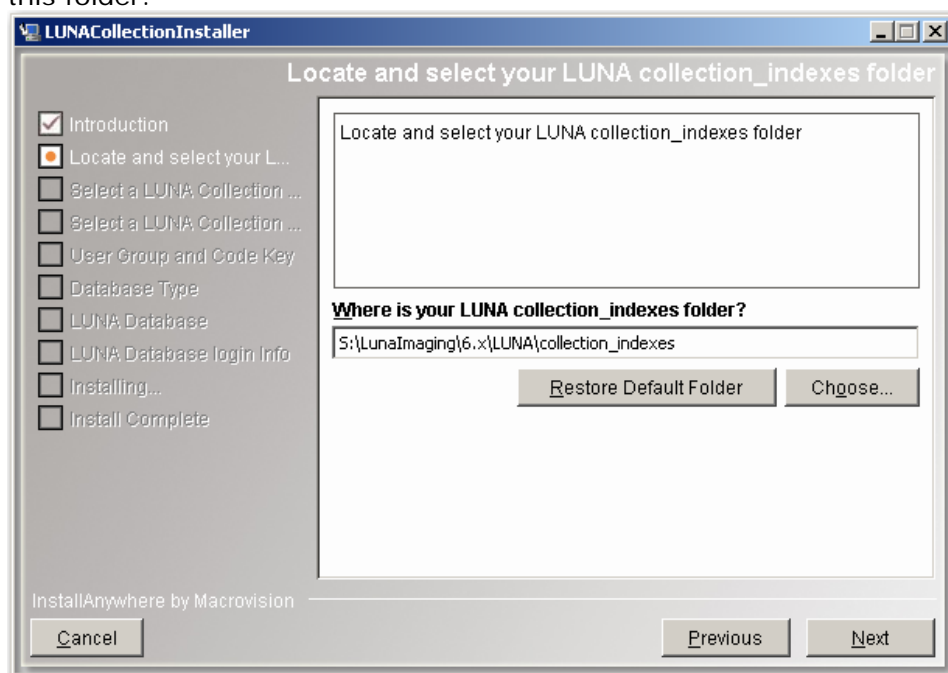 this folder.
LUNACollectionInstaller
Locate and select your LUNA collection_indexes folder
Introduction
Locate and select your L...
Select a LUNA Collection ...
Select a LUNA Collection ...
User Group and Code Key
Database Type
LUNA Database
LUNA Database login Info
Installing...
Install Complete
Locate and select your LUNA collection_indexes folder
Where is your LUNA collection_indexes folder?
S:\LunaImaging\6.x\LUNA\collection_indexes
Restore Default Folder
Choose...
InstallAnywhere by Macrovision
Cancel
Previous
Next